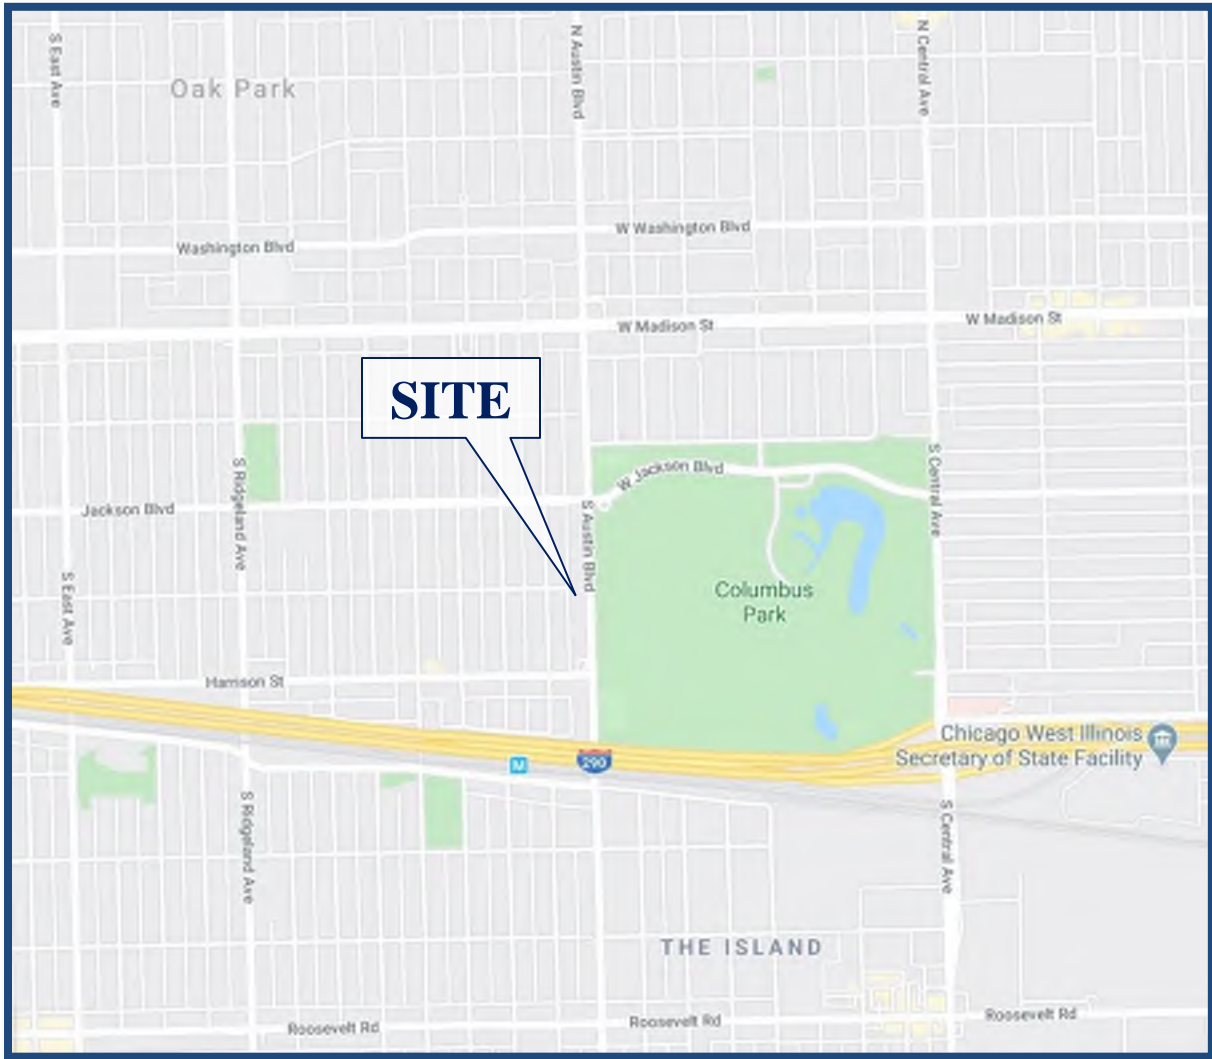 S East Ave
N Austin Blvd
N Central Ave
Oak Park
W Washington Blvd
Washington Blvd
W Madison St
W Madison St
SITE
W Jackson Blvd
S Central Ave
S Ridgeland Ave
Jackson Blvd
S Austin Blvd
Columbus
Park
S East Ave
Harrison St
Chicago West Illinois
Secretary of State Facility
M
290
S Ridgeland Ave
S Central Ave
THE ISLAND
Roosevelt Rd
Roosevelt Rd
Roosevelt Rd